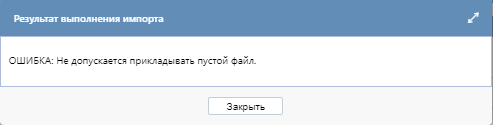 Результат выполнения импорта
ОШИБКА: Не допускается прикладывать пустой файл.
Закрыть